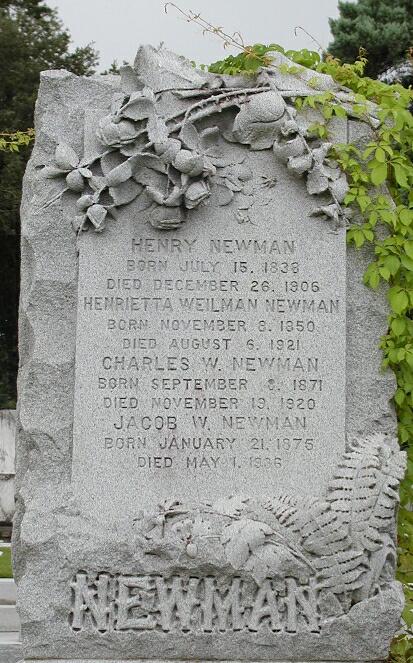 HENRY NEWMAN
BORN JULY 15. 1838
DIED DECEMBER 26. 1906
HENRIETTA WEILMAN NEWMAN
BORN NOVEMBER 8. 1850
DIED AUGUST 6. 1921
CHARLES W. NEWMAN
BORN SEPTEMBER 8. 1871
DIED NOVEMBER 19. 1920
JACOB W. NEWMAN
BORN JANUARY 21. 1875
DIED MAY 1. 1936
NEWMAN